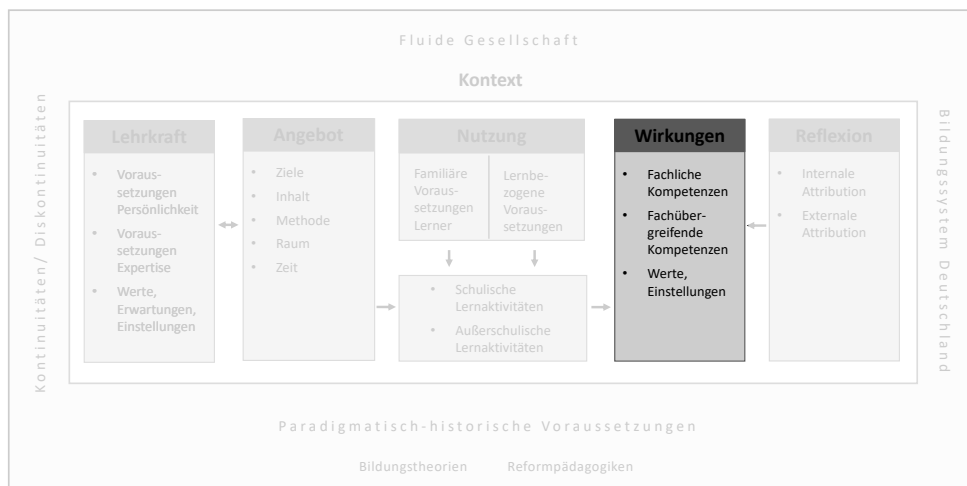 Fluide Gesellschaft
Kontext
Kontinuitäten/ Diskontinuitäten
Lehrkraft
• Voraus-
setzungen
Persönlichkeit
• Voraus-
setzungen
Expertise
• Werte,
Erwartungen,
Einstellungen
Angebot
• Ziele
• Inhalt
• Methode
• Raum
• Zeit
Nutzung
Familiäre
Voraus-
setzungen
Lerner
Lernbe-
zogene
Voraus-
setzungen
• Schulische
Lernaktivitäten
• Außerschulische
Lernaktivitäten
Wirkungen
• Fachliche
Kompetenzen
• Fachüber-
greifende
Kompetenzen
• Werte,
Einstellungen
Reflexion
• Internale
Attribution
• Externale
Attribution
Bildungssystem Deutschland
Paradigmatisch-historische Voraussetzungen
Bildungstheorien Reformpädagogiken